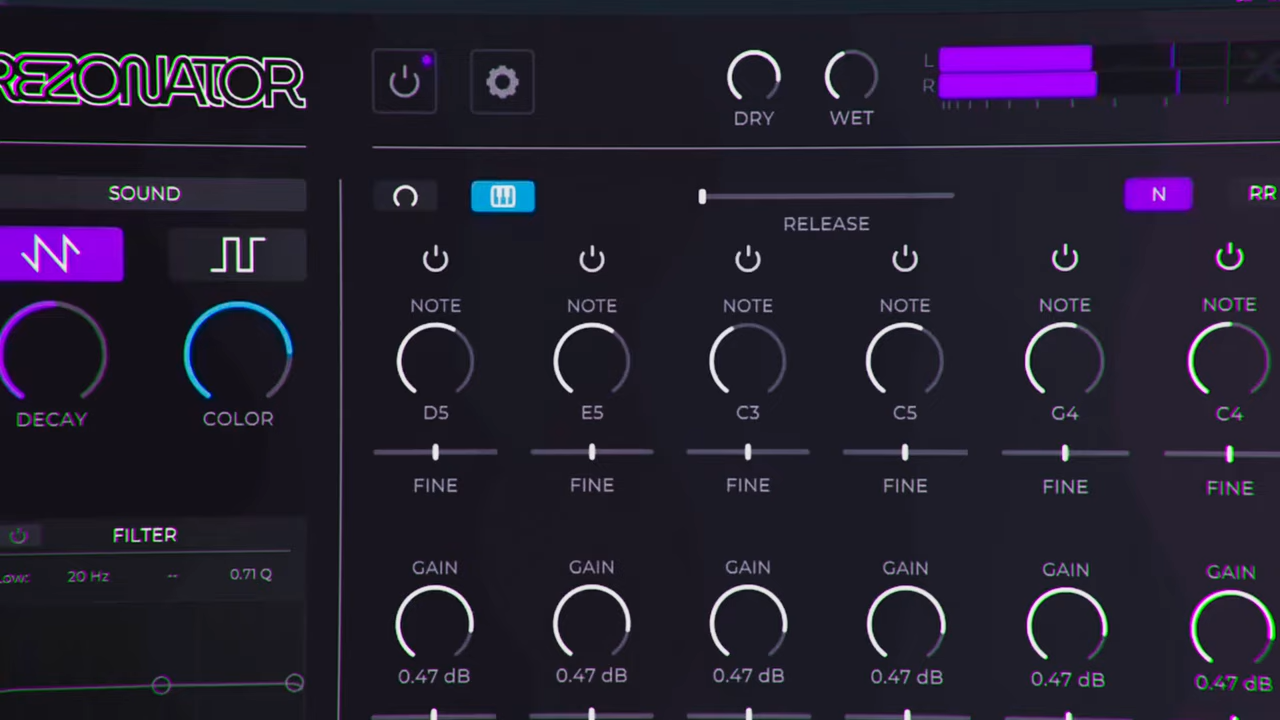 REZONATOR
DRY
WET
L
R
SOUND
RELEASE
N
RR
NOTE NOTE NOTE NOTE NOTE NOTE
DECAY
COLOR
D5 E5 C3 C5 G4 C4
FINE FINE FINE FINE FINE FINE
FILTER
Low: 20 Hz -- 0.71 Q
GAIN GAIN GAIN GAIN GAIN GAIN
0.47 dB 0.47 dB 0.47 dB 0.47 dB 0.47 dB 0.47 dB